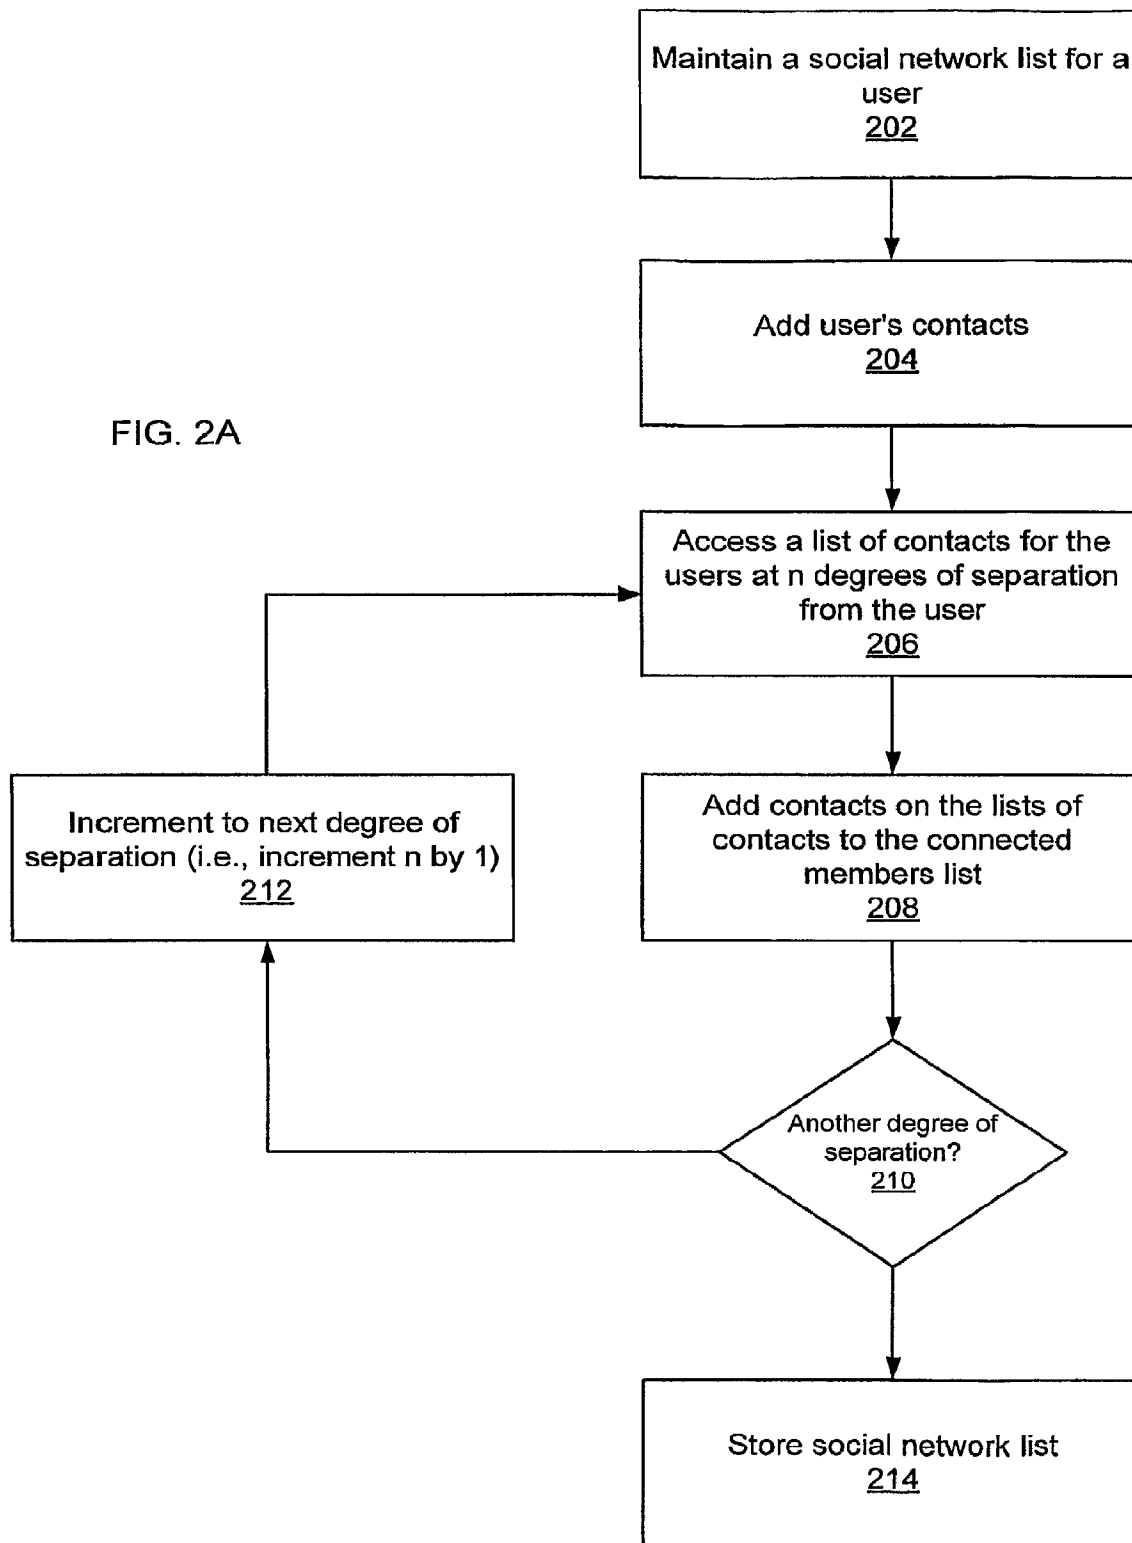 Maintain a social network list for a
user
202
Add user's contacts
204
FIG. 2A
Access a list of contacts for the
users at n degrees of separation
from the user
206
Increment to next degree of
separation (i.e., increment n by 1)
212
Add contacts on the lists of
contacts to the connected
members list
208
Another degree of
separation?
210
Store social network list
214